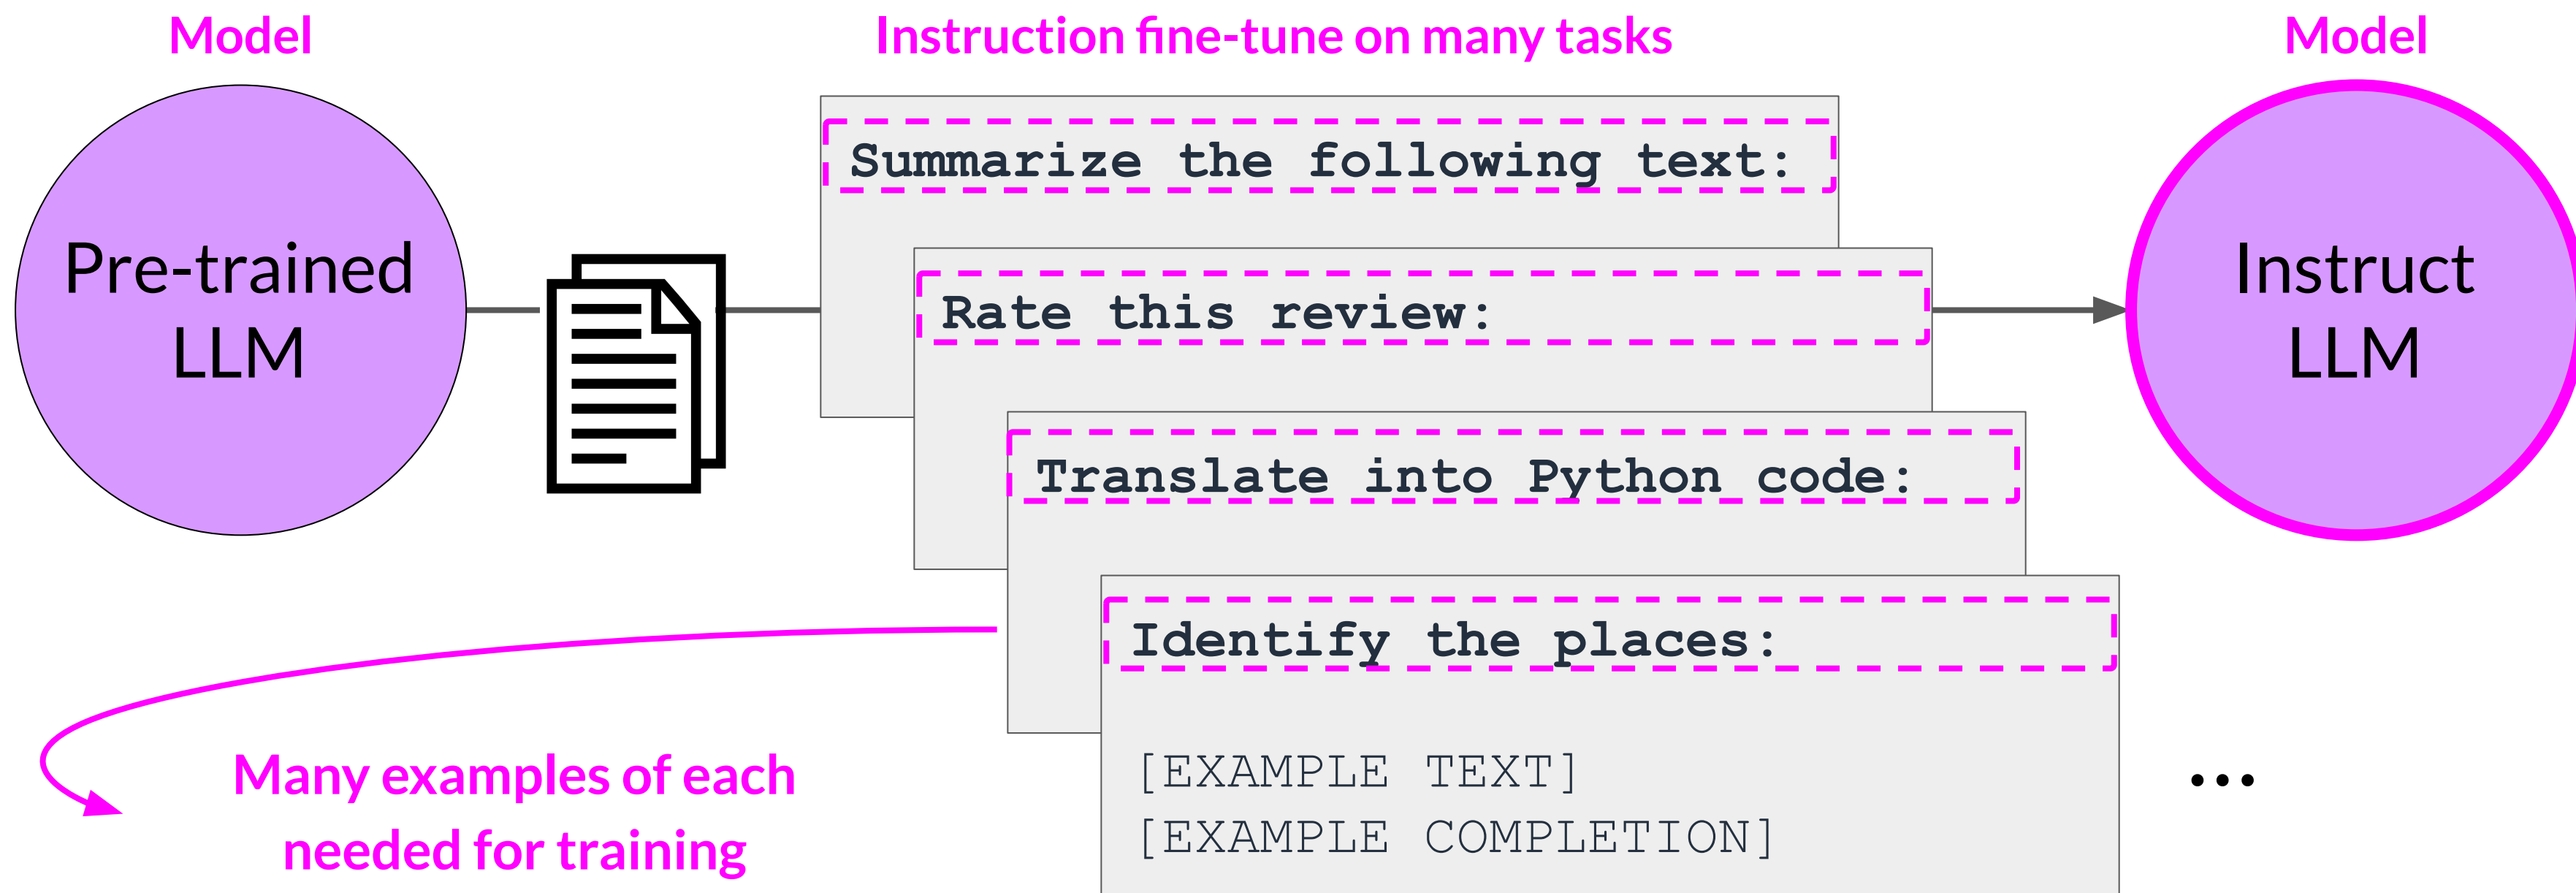 Model
Instruction fine-tune on many tasks
Model
Pre-trained
LLM
Summarize the following text:
Rate this review:
Translate into Python code:
Identify the places:
[EXAMPLE TEXT]
[EXAMPLE COMPLETION]
...
Instruct
LLM
Many examples of each
needed for training